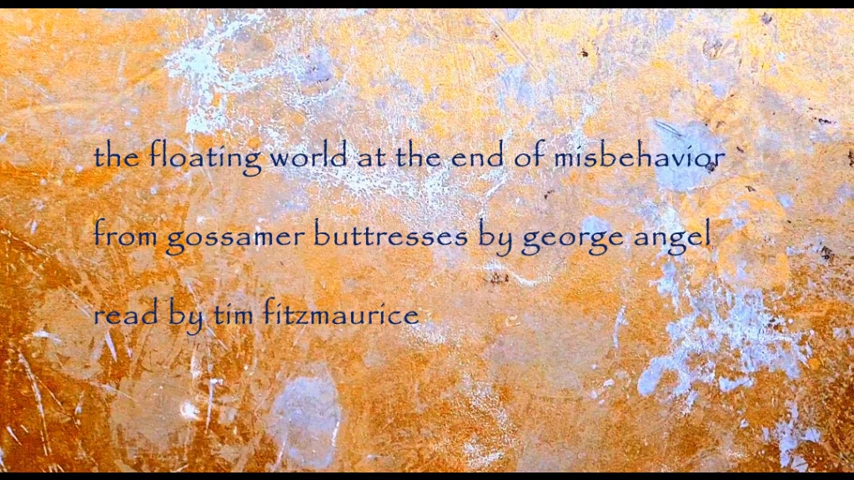 the floating world at the end of misbehavior
from gossamer buttresses by george angel
read by tim fitzmaurice